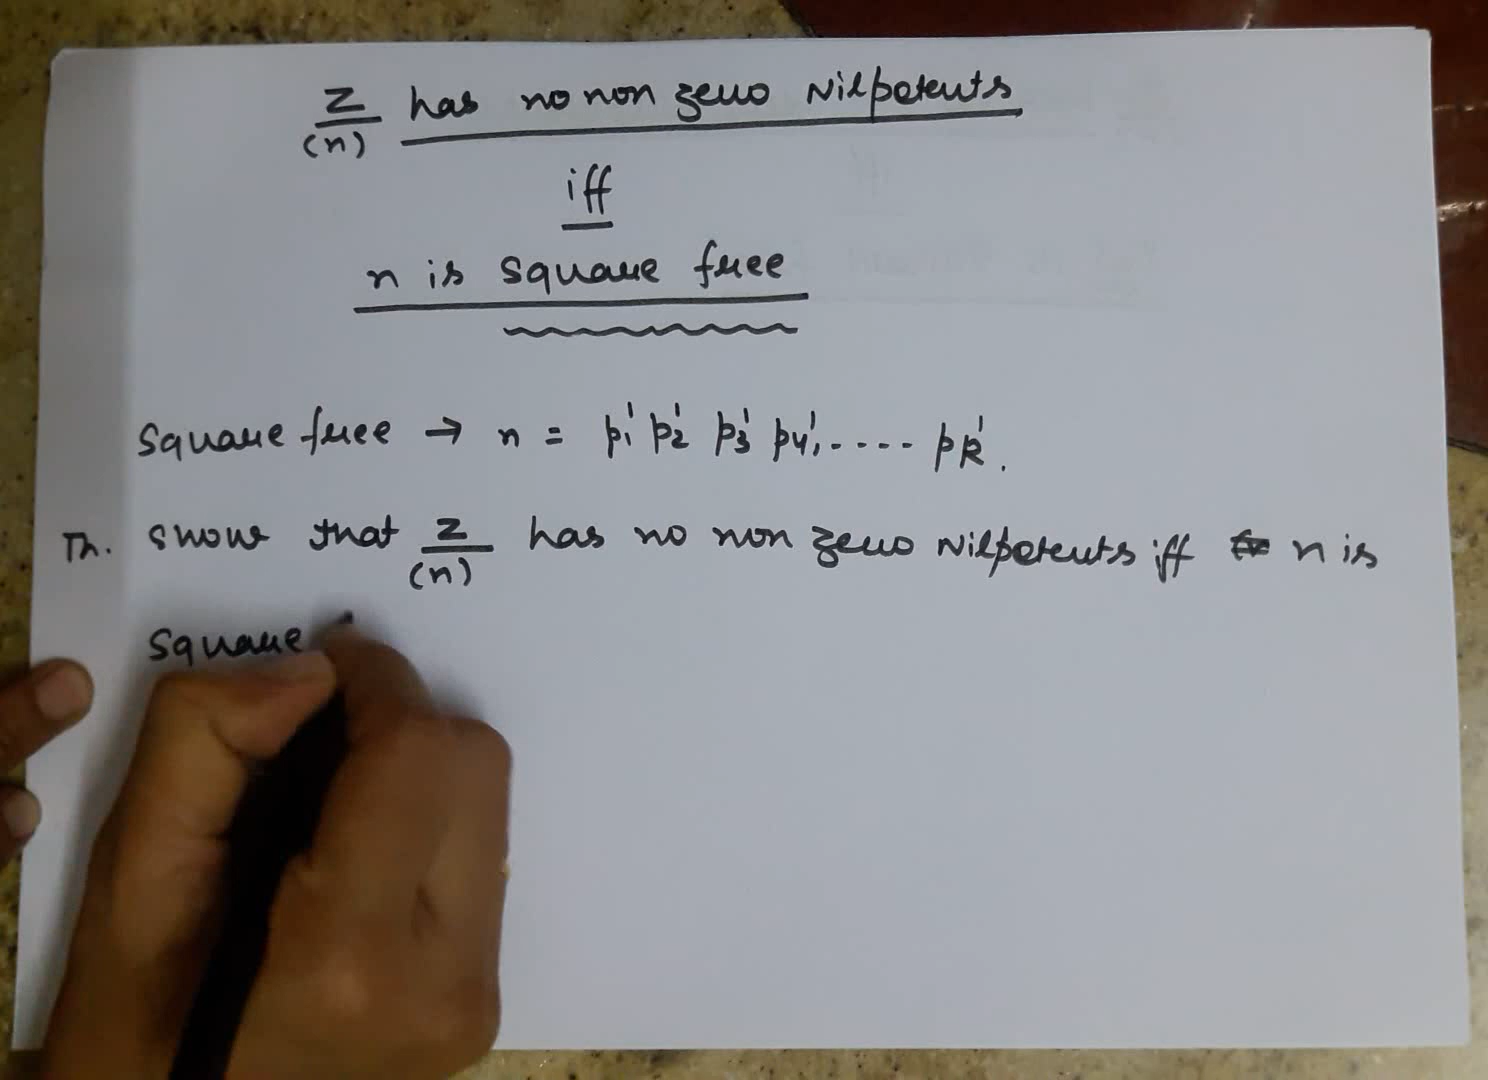 Z/(n) has no non zero Nilpotents
iff
n is square free
Square free → n = p₁¹ p₂¹ p₃¹ p₄¹, ..... pₖ¹.
Th. Show that Z/(n) has no non zero Nilpotents iff n is
square